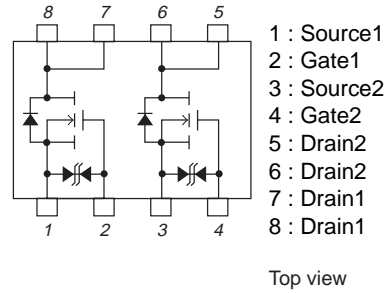 8 7 6 5
1 : Source1
2 : Gate1
3 : Source2
4 : Gate2
5 : Drain2
6 : Drain2
7 : Drain1
8 : Drain1
1 2 3 4
Top view